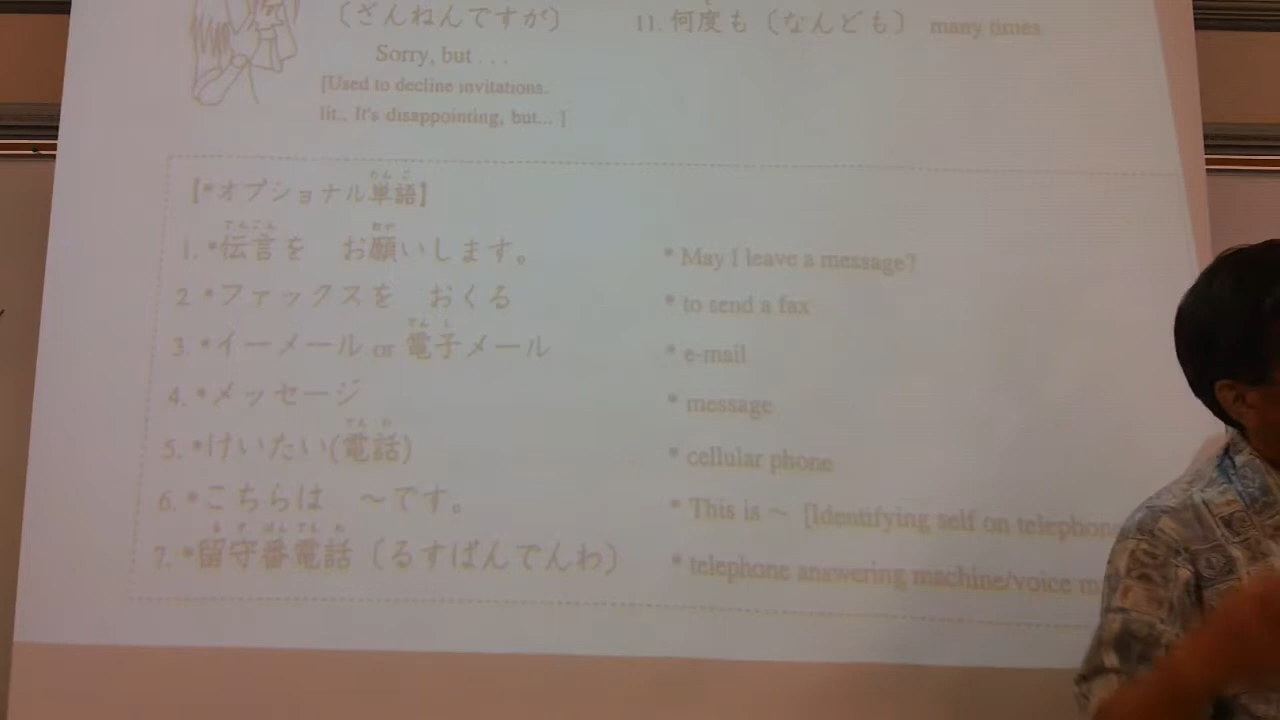 （ざんねんですが） 11. 何度も（なんども） many times
Sorry, but . . .
[Used to decline invitations.
lit., It's disappointing, but... ]
【*オプショナル単語】
1. *伝言を お願いします。 * May I leave a message?
2 *ファックスを おくる * to send a fax
3. *イーメール or 電子メール * e-mail
4. *メッセージ * message
5. *けいたい(電話) * cellular phone
6. *こちらは ～です。 * This is ～ [Identifying self on telephon
7. *留守番電話（るすばんでんわ） * telephone answering machine/voice m